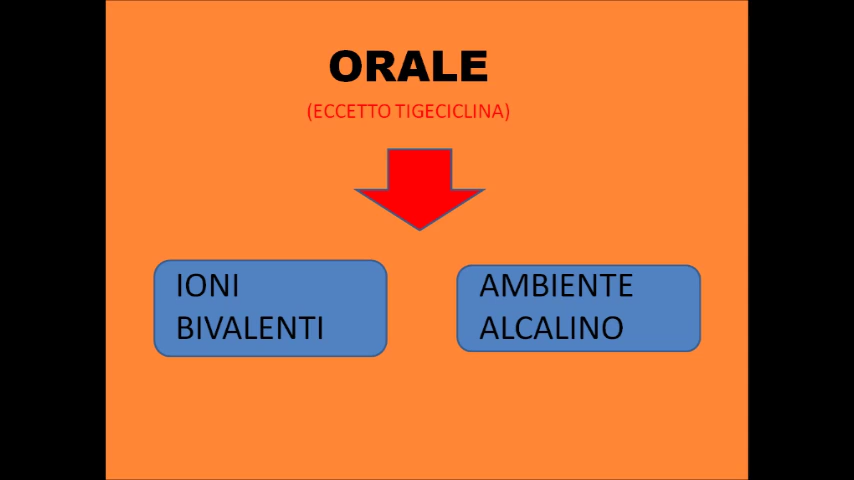 ORALE
(ECCETTO TIGECICLINA)
IONI
BIVALENTI
AMBIENTE
ALCALINO